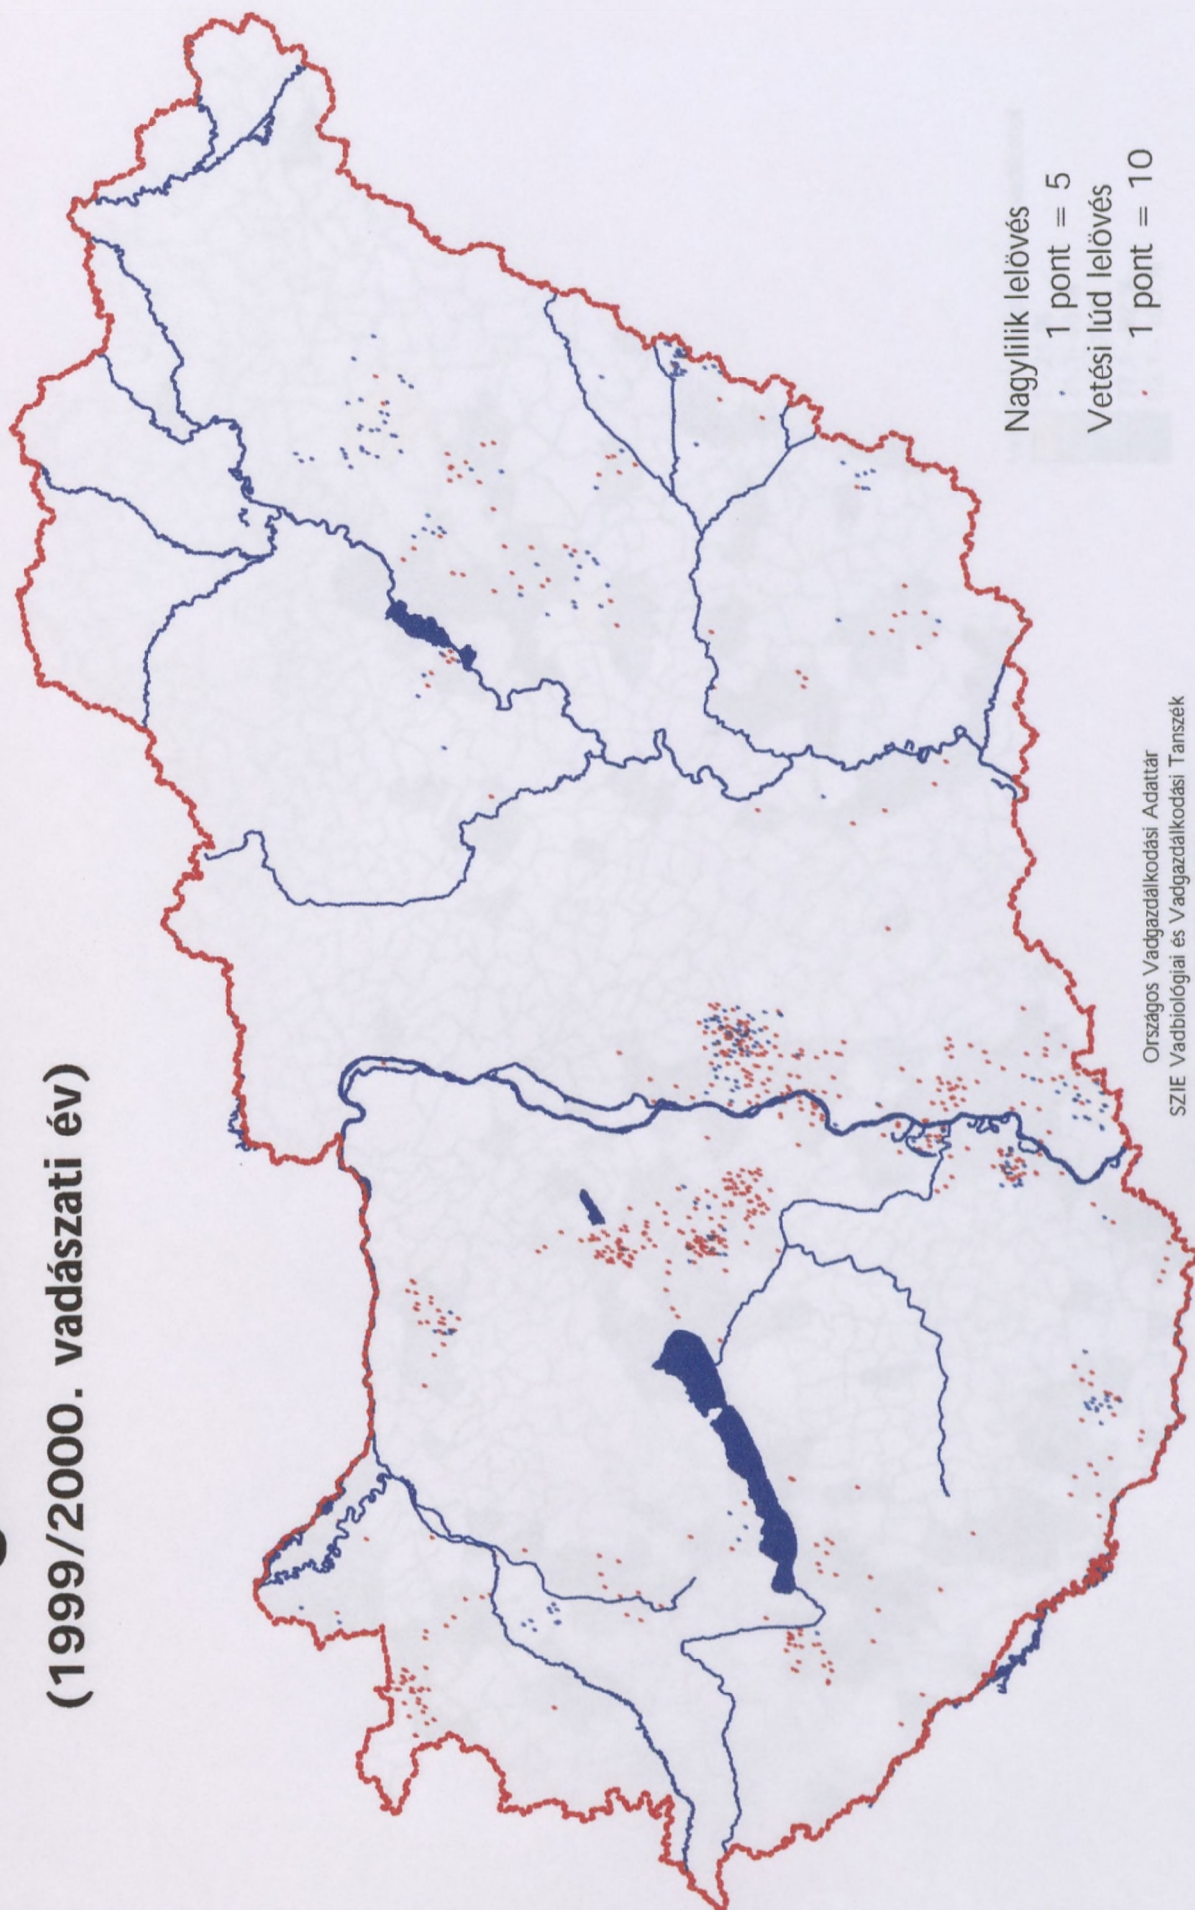 (1999/2000. vadászati év)
Nagylilik lelövés
1 pont = 5
Vetési lúd lelövés
1 pont = 10
Országos Vadgazdálkodási Adattár
SZIE Vadbiológiai és Vadgazdálkodási Tanszék